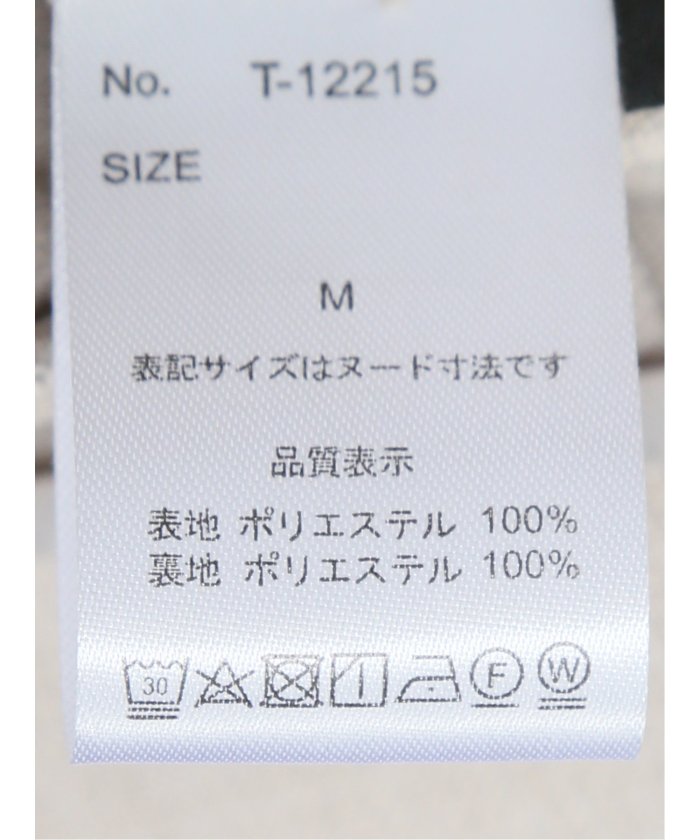 No. T-12215
SIZE
M
表記サイズはヌード寸法です
品質表示
表地 ポリエステル 100%
裏地 ポリエステル 100%
30 F W